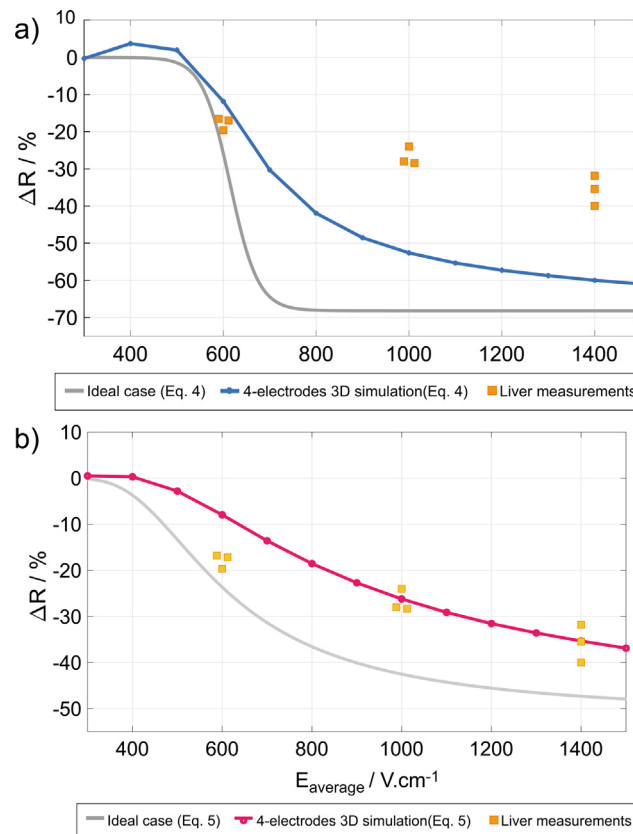 a)
10
0
-10
-20
-30
-40
-50
-60
-70
ΔR / %
400 600 800 1000 1200 1400
Ideal case (Eq. 4) 4-electrodes 3D simulation(Eq. 4) Liver measurements
b)
10
0
-10
-20
-30
-40
-50
ΔR / %
400 600 800 1000 1200 1400
E average / V.cm-1
Ideal case (Eq. 5) 4-electrodes 3D simulation(Eq. 5) Liver measurements